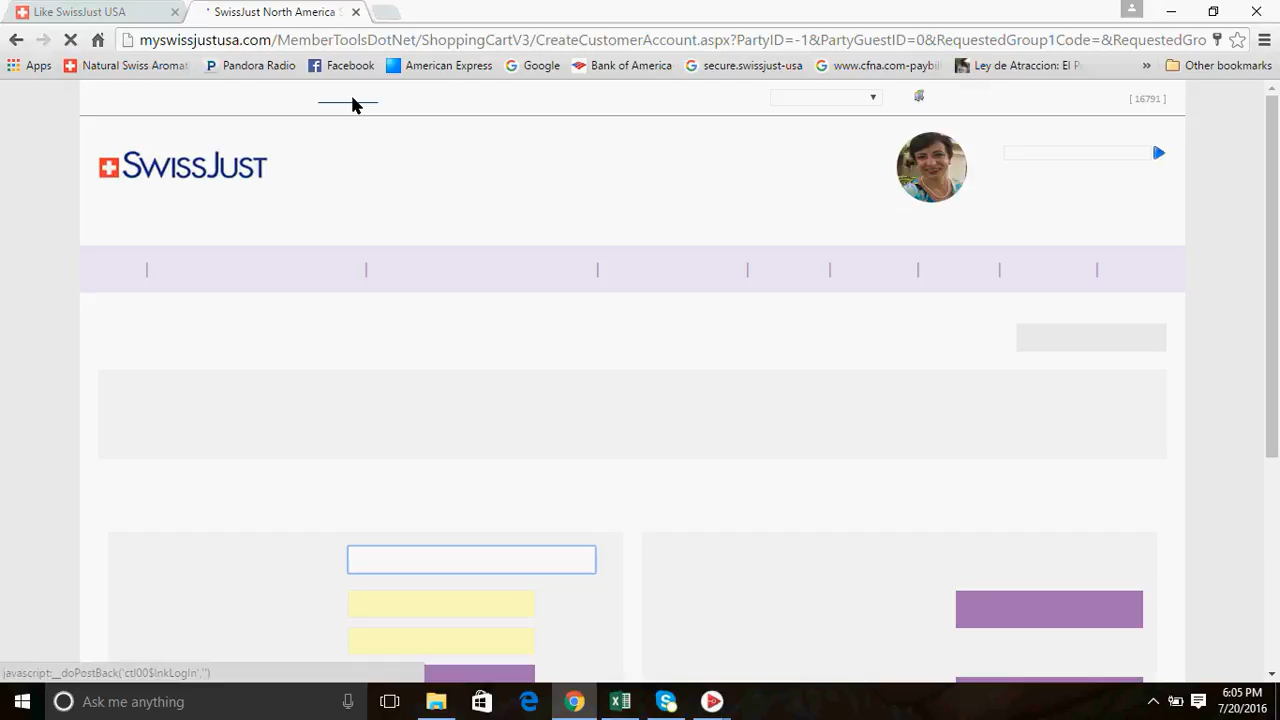 Like SwissJust USA
SwissJust North America S
myswissjustusa.com/MemberToolsDotNet/ShoppingCartV3/CreateCustomerAccount.aspx?PartyID=-1&PartyGuestID=0&RequestedGroup1Code=&RequestedGro
Apps Natural Swiss Aromat Pandora Radio Facebook American Express Google Bank of America secure.swissjust-usa www.cfna.com-paybil Ley de Atraccion: El P » Other bookmarks
[ 16791 ]
SWISSJUST
javascript:__doPostBack('ctl00$lnkLogIn','')
Ask me anything
6:05 PM
7/20/2016